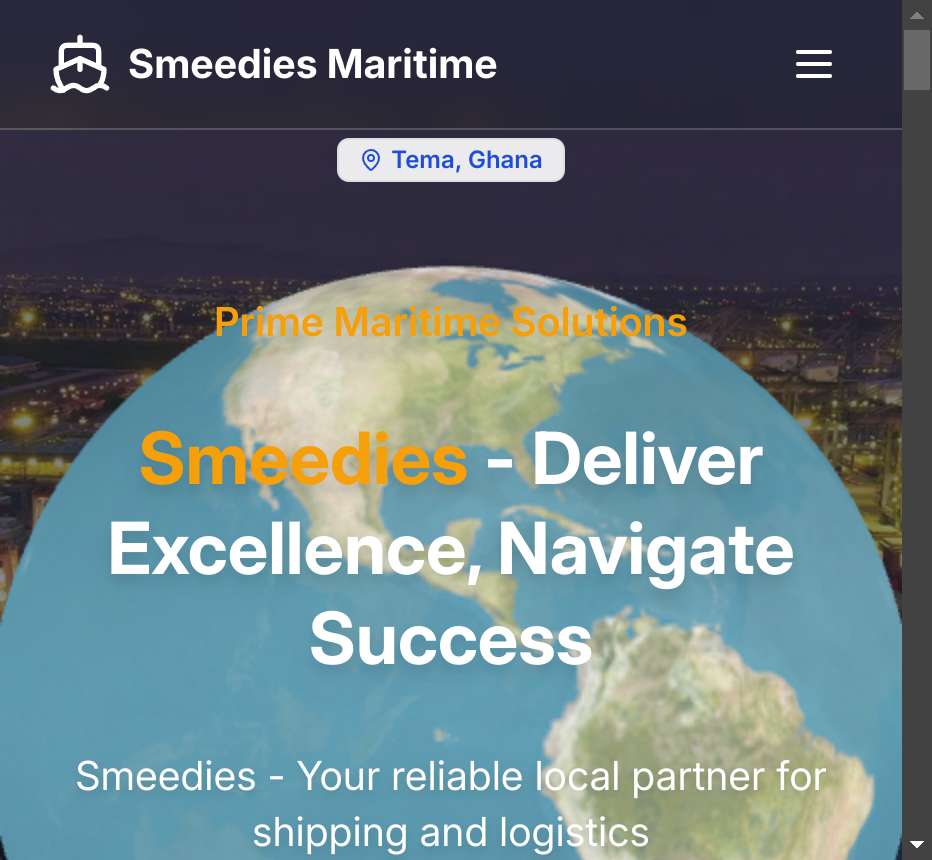 Smeedies Maritime
Tema, Ghana
Prime Maritime Solutions
Smeedies - Deliver
Excellence, Navigate
Success
Smeedies - Your reliable local partner for
shipping and logistics